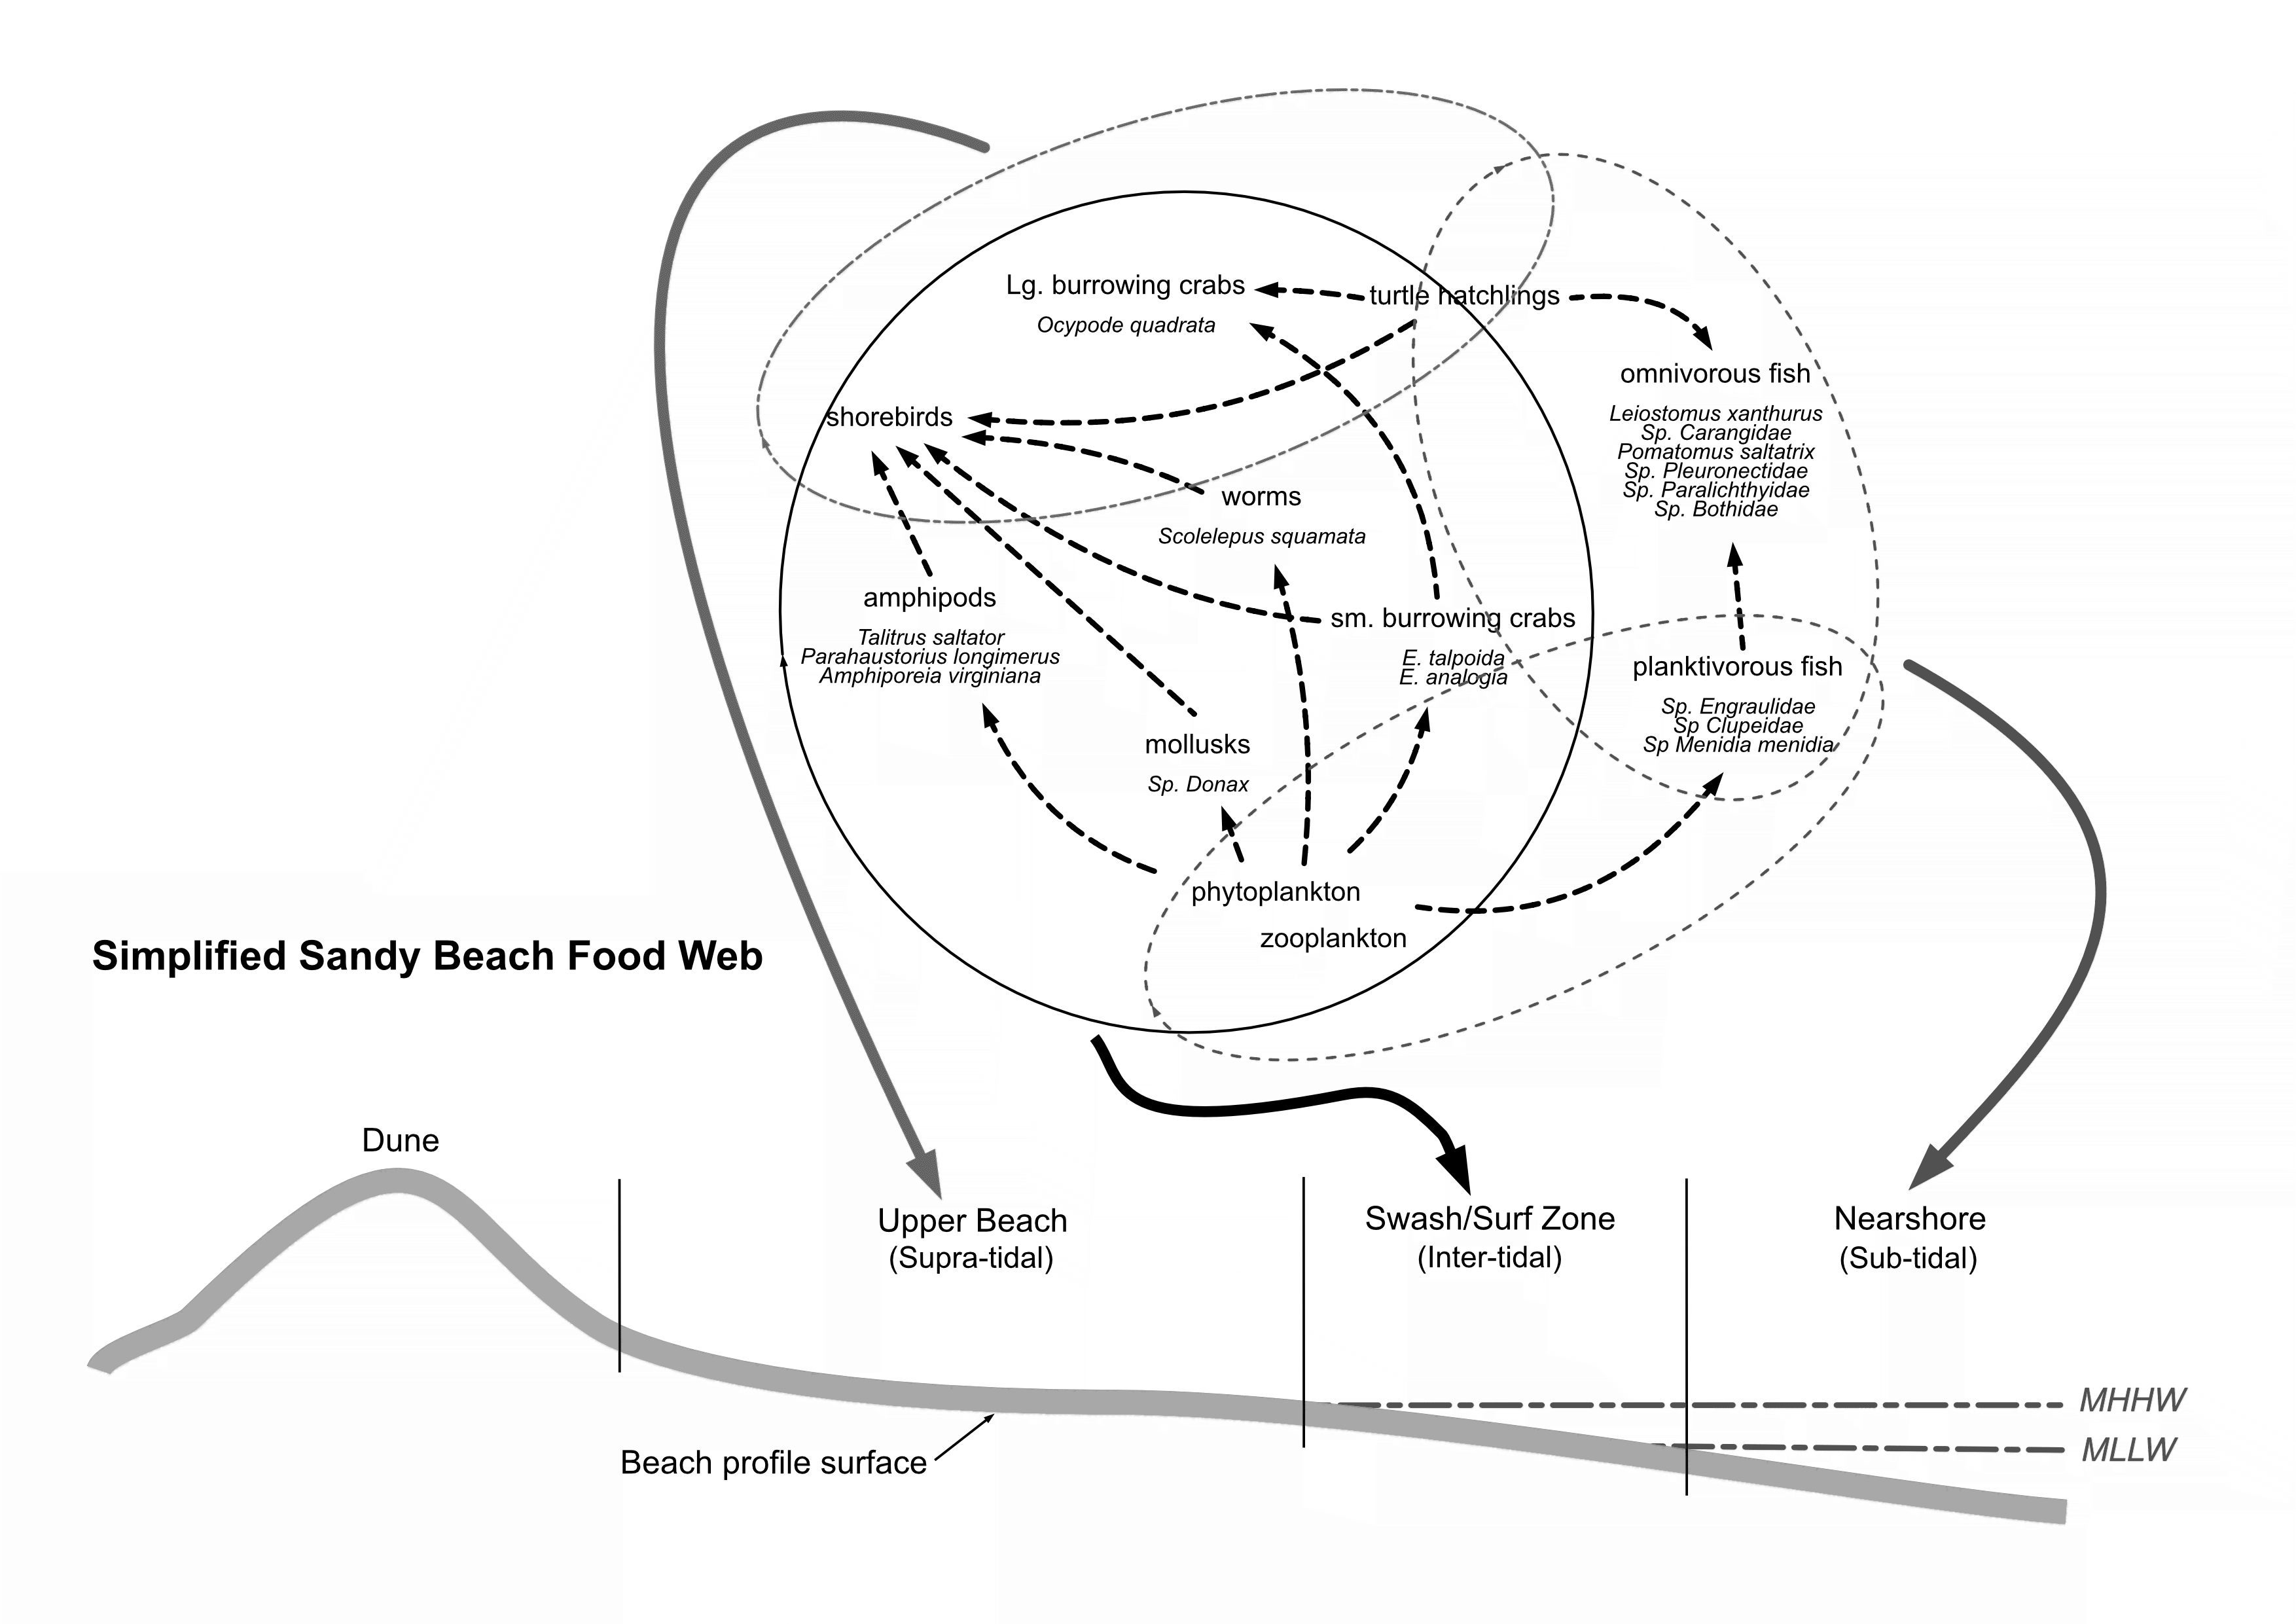 Lg. burrowing crabs
Ocypode quadrata
turtle hatchlings
omnivorous fish
Leiostomus xanthurus
Sp. Carangidae
Pomatomus saltatrix
Sp. Pleuronectidae
Sp. Paralichthyidae
Sp. Bothidae
shorebirds
worms
Scolelepus squamata
amphipods
Talitrus saltator
Parahaustorius longimerus
Amphiporeia virginiana
sm. burrowing crabs
E. talpoida
E. analogia
planktivorous fish
Sp. Engraulidae
Sp Clupeidae
Sp Menidia menidia
mollusks
Sp. Donax
phytoplankton
zooplankton
Simplified Sandy Beach Food Web
Dune
Upper Beach
(Supra-tidal)
Swash/Surf Zone
(Inter-tidal)
Nearshore
(Sub-tidal)
MHHW
MLLW
Beach profile surface